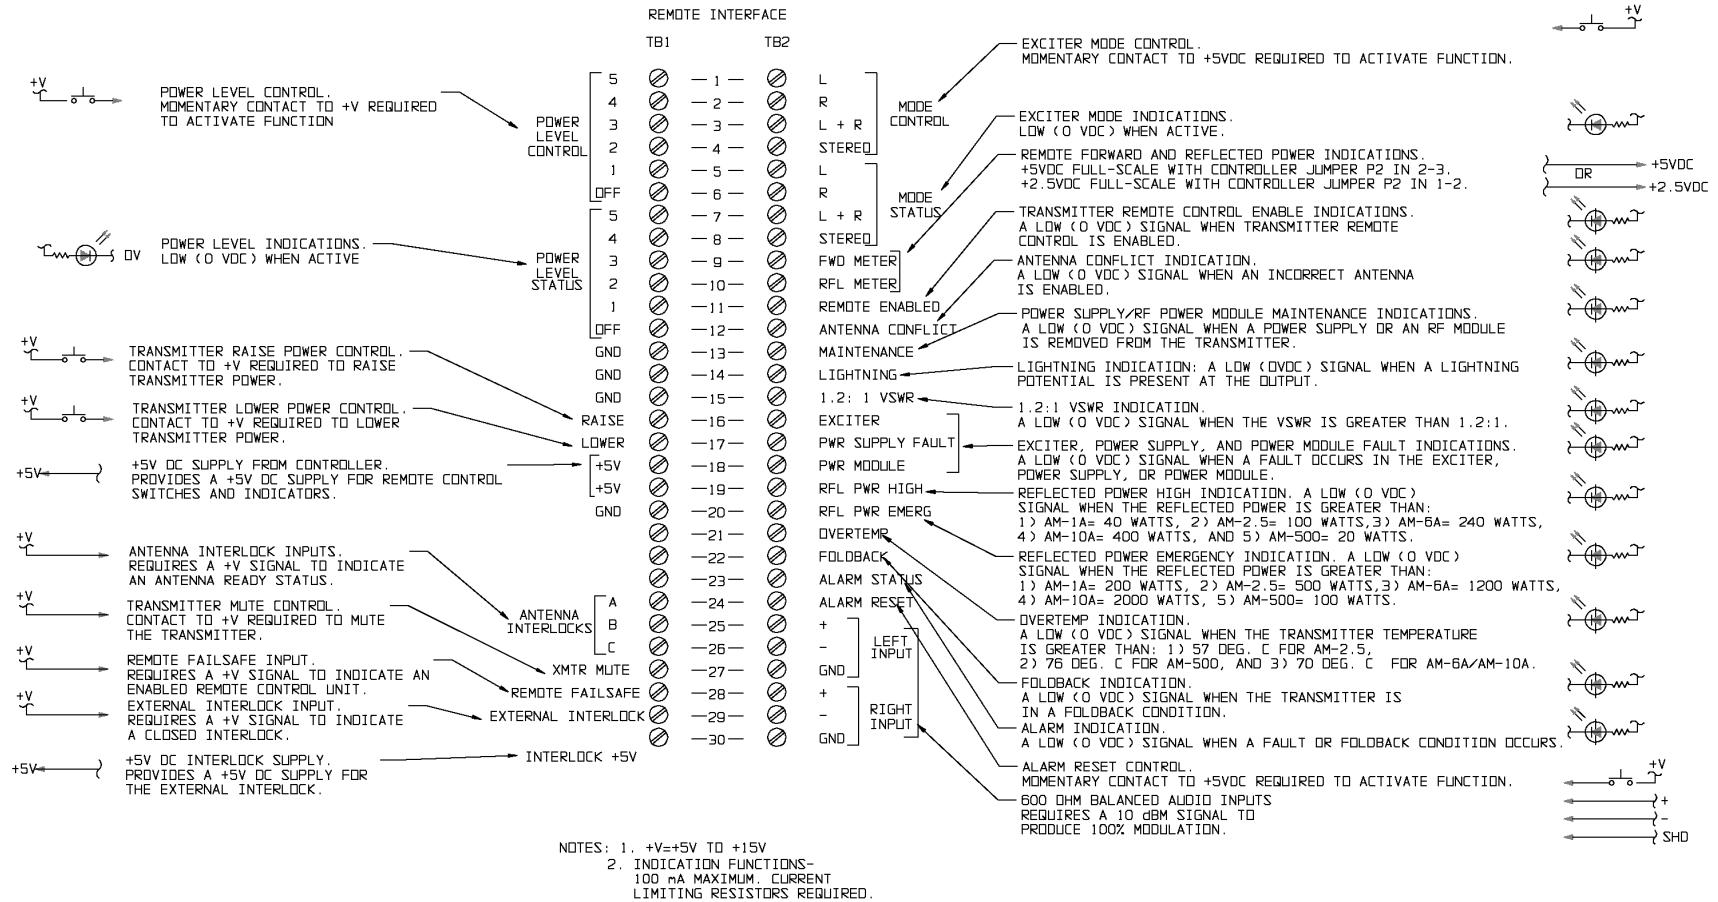 REMOTE INTERFACE
TB1 TB2
+V
POWER LEVEL CONTROL.
MOMENTARY CONTACT TO +V REQUIRED
TO ACTIVATE FUNCTION
0V
POWER LEVEL INDICATIONS.
LOW (0 VDC) WHEN ACTIVE
+V
TRANSMITTER RAISE POWER CONTROL.
CONTACT TO +V REQUIRED TO RAISE
TRANSMITTER POWER.
+V
TRANSMITTER LOWER POWER CONTROL.
CONTACT TO +V REQUIRED TO LOWER
TRANSMITTER POWER.
+5V
+5V DC SUPPLY FROM CONTROLLER.
PROVIDES A +5V DC SUPPLY FOR REMOTE CONTROL
SWITCHES AND INDICATORS.
+V
ANTENNA INTERLOCK INPUTS.
REQUIRES A +V SIGNAL TO INDICATE
AN ANTENNA READY STATUS.
+V
TRANSMITTER MUTE CONTROL.
CONTACT TO +V REQUIRED TO MUTE
THE TRANSMITTER.
+V
REMOTE FAILSAFE INPUT.
REQUIRES A +V SIGNAL TO INDICATE AN
ENABLED REMOTE CONTROL UNIT.
+V
EXTERNAL INTERLOCK INPUT.
REQUIRES A +V SIGNAL TO INDICATE
A CLOSED INTERLOCK.
+5V
+5V DC INTERLOCK SUPPLY.
PROVIDES A +5V DC SUPPLY FOR
THE EXTERNAL INTERLOCK.
POWER
LEVEL
CONTROL
POWER
LEVEL
STATUS
ANTENNA
INTERLOCKS
5 1 L
4 2 R
3 3 L + R
2 4 STEREO
1 5 L
OFF 6 R
5 7 L + R
4 8 STEREO
3 9 FWD METER
2 10 RFL METER
1 11 REMOTE ENABLED
OFF 12 ANTENNA CONFLICT
GND 13 MAINTENANCE
GND 14 LIGHTNING
GND 15 1.2: 1 VSWR
RAISE 16 EXCITER
LOWER 17 PWR SUPPLY FAULT
+5V 18 PWR MODULE
+5V 19 RFL PWR HIGH
GND 20 RFL PWR EMERG
21 OVERTEMP
22 FOLDBACK
23 ALARM STATUS
A 24 ALARM RESET
B 25 +
C 26 -
XMTR MUTE 27 GND
REMOTE FAILSAFE 28 +
EXTERNAL INTERLOCK 29 -
30 GND
INTERLOCK +5V
MODE
CONTROL
MODE
STATUS
LEFT
INPUT
RIGHT
INPUT
+V
EXCITER MODE CONTROL.
MOMENTARY CONTACT TO +5VDC REQUIRED TO ACTIVATE FUNCTION.
EXCITER MODE INDICATIONS.
LOW (0 VDC) WHEN ACTIVE.
REMOTE FORWARD AND REFLECTED POWER INDICATIONS.
+5VDC FULL-SCALE WITH CONTROLLER JUMPER P2 IN 2-3.
+2.5VDC FULL-SCALE WITH CONTROLLER JUMPER P2 IN 1-2.
+5VDC
OR
+2.5VDC
TRANSMITTER REMOTE CONTROL ENABLE INDICATIONS.
A LOW (0 VDC) SIGNAL WHEN TRANSMITTER REMOTE
CONTROL IS ENABLED.
ANTENNA CONFLICT INDICATION.
A LOW (0 VDC) SIGNAL WHEN AN INCORRECT ANTENNA
IS ENABLED.
POWER SUPPLY/RF POWER MODULE MAINTENANCE INDICATIONS.
A LOW (0 VDC) SIGNAL WHEN A POWER SUPPLY OR AN RF MODULE
IS REMOVED FROM THE TRANSMITTER.
LIGHTNING INDICATION: A LOW (0VDC) SIGNAL WHEN A LIGHTNING
POTENTIAL IS PRESENT AT THE OUTPUT.
1.2:1 VSWR INDICATION.
A LOW (0 VDC) SIGNAL WHEN THE VSWR IS GREATER THAN 1.2:1.
EXCITER, POWER SUPPLY, AND POWER MODULE FAULT INDICATIONS.
A LOW (0 VDC) SIGNAL WHEN A FAULT OCCURS IN THE EXCITER,
POWER SUPPLY, OR POWER MODULE.
REFLECTED POWER HIGH INDICATION. A LOW (0 VDC)
SIGNAL WHEN THE REFLECTED POWER IS GREATER THAN:
1) AM-1A= 40 WATTS, 2) AM-2.5= 100 WATTS,3) AM-6A= 240 WATTS,
4) AM-10A= 400 WATTS, AND 5) AM-500= 20 WATTS.
REFLECTED POWER EMERGENCY INDICATION. A LOW (0 VDC)
SIGNAL WHEN THE REFLECTED POWER IS GREATER THAN:
1) AM-1A= 200 WATTS, 2) AM-2.5= 500 WATTS,3) AM-6A= 1200 WATTS,
4) AM-10A= 2000 WATTS, 5) AM-500= 100 WATTS.
OVERTEMP INDICATION.
A LOW (0 VDC) SIGNAL WHEN THE TRANSMITTER TEMPERATURE
IS GREATER THAN: 1) 57 DEG. C FOR AM-2.5,
2) 76 DEG. C FOR AM-500, AND 3) 70 DEG. C FOR AM-6A/AM-10A.
FOLDBACK INDICATION.
A LOW (0 VDC) SIGNAL WHEN THE TRANSMITTER IS
IN A FOLDBACK CONDITION.
ALARM INDICATION.
A LOW (0 VDC) SIGNAL WHEN A FAULT OR FOLDBACK CONDITION OCCURS.
ALARM RESET CONTROL.
MOMENTARY CONTACT TO +5VDC REQUIRED TO ACTIVATE FUNCTION.
+V
600 OHM BALANCED AUDIO INPUTS
REQUIRES A 10 dBM SIGNAL TO
PRODUCE 100% MODULATION.
+
-
SHD
NOTES: 1. +V=+5V TO +15V
2. INDICATION FUNCTIONS-
100 mA MAXIMUM. CURRENT
LIMITING RESISTORS REQUIRED.